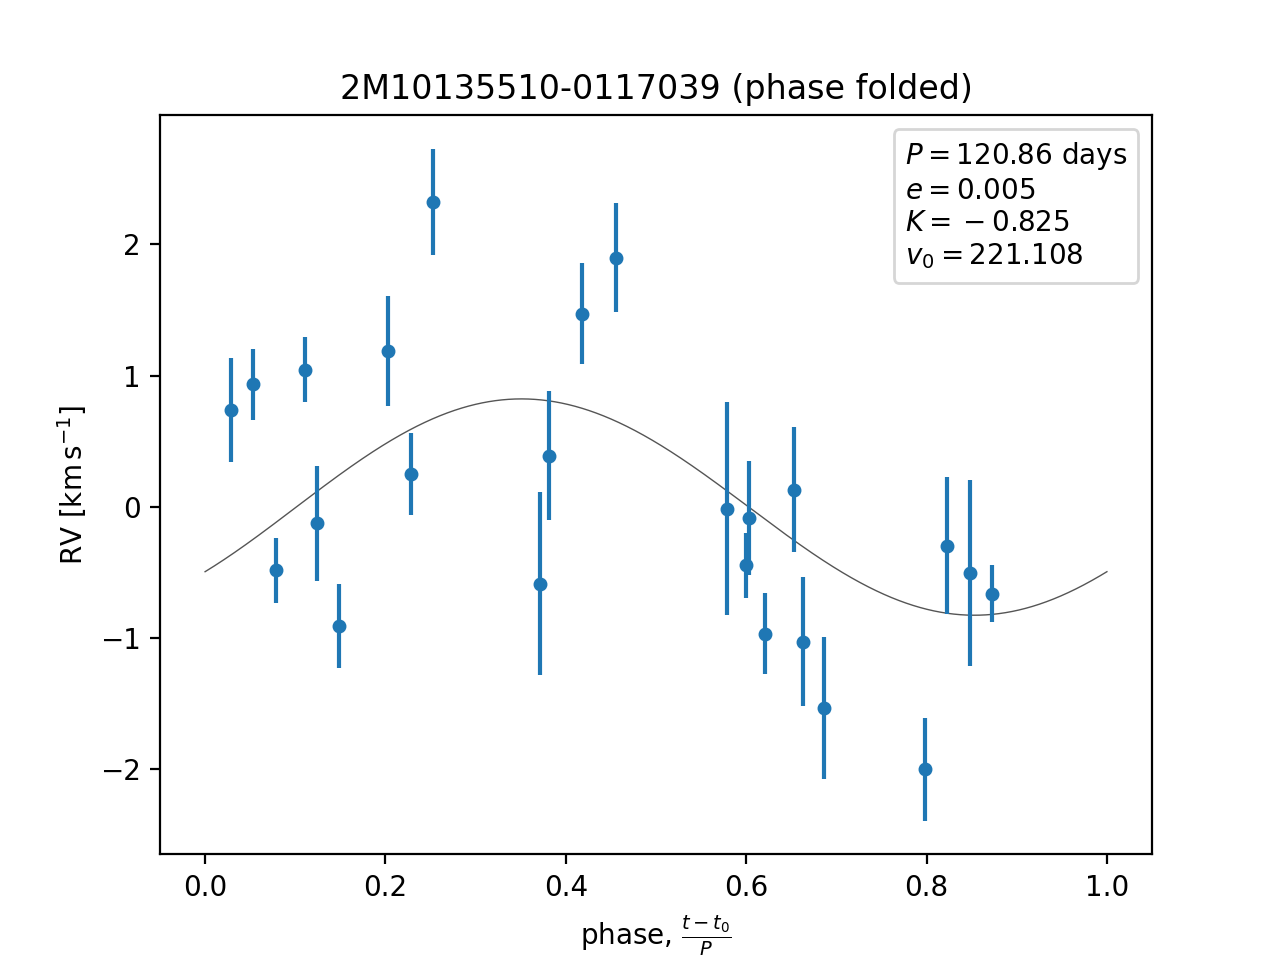 2M10135510-0117039 (phase folded)
P = 120.86 days
e = 0.005
K = −0.825
v₀ = 221.108
RV [km s⁻¹]
2
1
0
−1
−2
0.0 0.2 0.4 0.6 0.8 1.0
phase, (t − t₀)/P